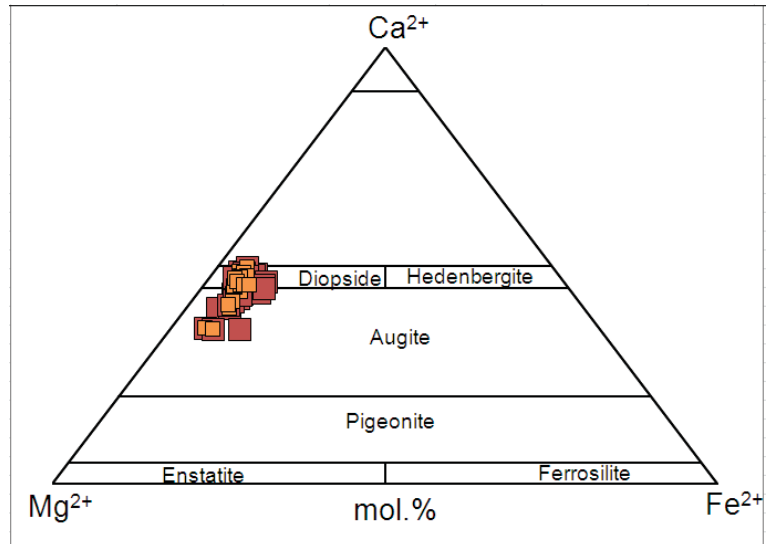 Ca²⁺
Diopside Hedenbergite
Augite
Pigeonite
Enstatite Ferrosilite
Mg²⁺ mol.% Fe²⁺